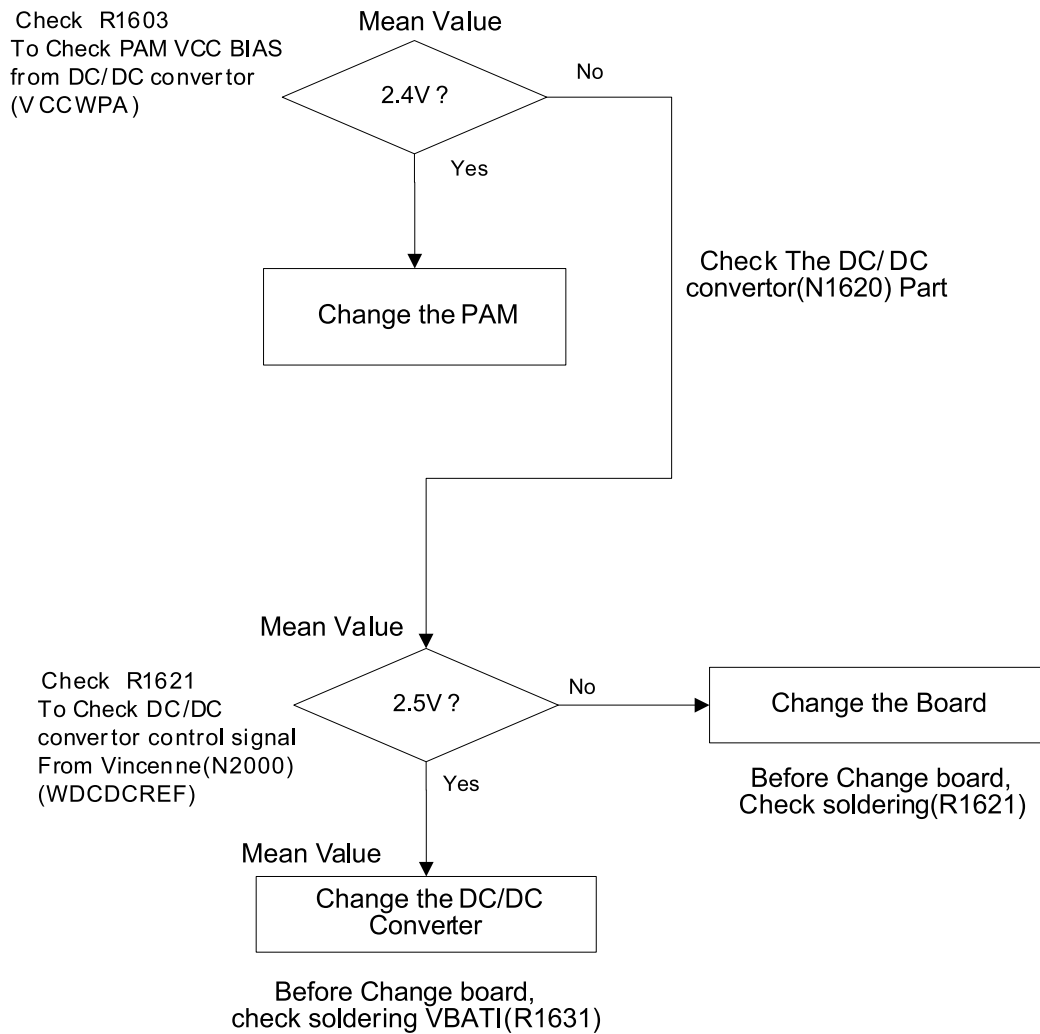 Check R1603
To Check PAM VCC BIAS
from DC/DC convertor
(VCCWPA)
Mean Value
2.4V ?
No
Yes
Change the PAM
Check The DC/DC
convertor(N1620) Part
Mean Value
Check R1621
To Check DC/DC
convertor control signal
From Vincenne(N2000)
(WDCDCREF)
2.5V ?
No
Change the Board
Yes
Before Change board,
Check soldering(R1621)
Mean Value
Change the DC/DC
Converter
Before Change board,
check soldering VBATI(R1631)